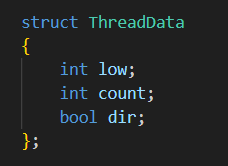 struct ThreadData
{
    int low;
    int count;
    bool dir;
};